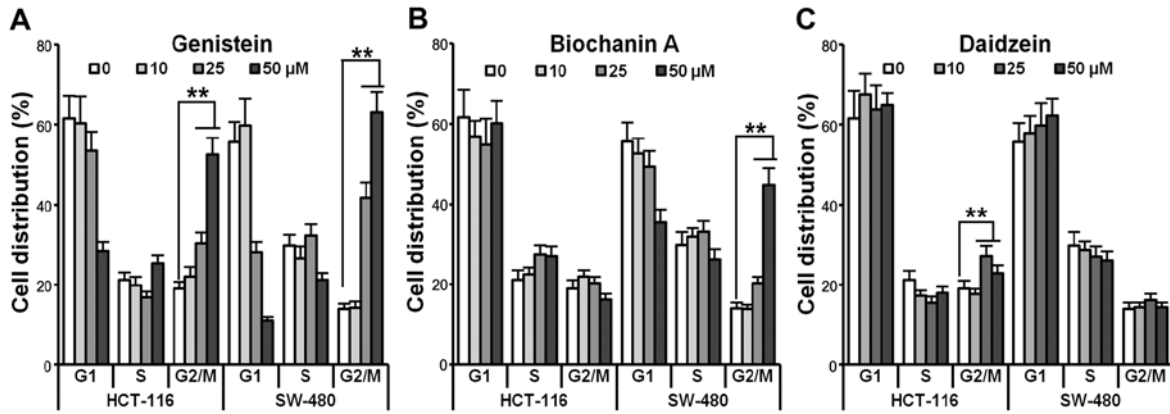 A
Genistein
0 10 25 50 µM
**
**
Cell distribution (%)
80
60
40
20
0
G1 S G2/M G1 S G2/M
HCT-116 SW-480
B
Biochanin A
0 10 25 50 µM
**
Cell distribution (%)
80
60
40
20
0
G1 S G2/M G1 S G2/M
HCT-116 SW-480
C
Daidzein
0 10 25 50 µM
**
Cell distribution (%)
80
60
40
20
0
G1 S G2/M G1 S G2/M
HCT-116 SW-480